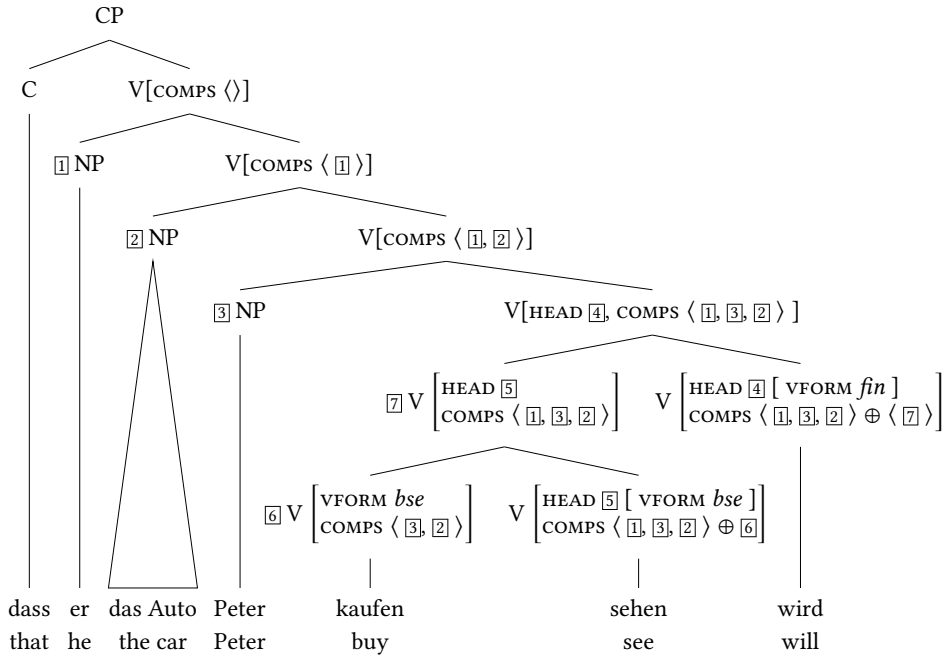 CP
C V[COMPS ⟨⟩]
1 NP V[COMPS ⟨ 1 ⟩]
2 NP V[COMPS ⟨ 1, 2 ⟩]
3 NP V[HEAD 4, COMPS ⟨ 1, 3, 2 ⟩ ]
7 V [HEAD 5 V [HEAD 4 [ VFORM fin ]
COMPS ⟨ 1, 3, 2 ⟩] COMPS ⟨ 1, 3, 2 ⟩ ⊕ ⟨ 7 ⟩]
6 V [VFORM bse V [HEAD 5 [ VFORM bse ]
COMPS ⟨ 3, 2 ⟩] COMPS ⟨ 1, 3, 2 ⟩ ⊕ 6]
dass er das Auto Peter kaufen sehen wird
that he the car Peter buy see will